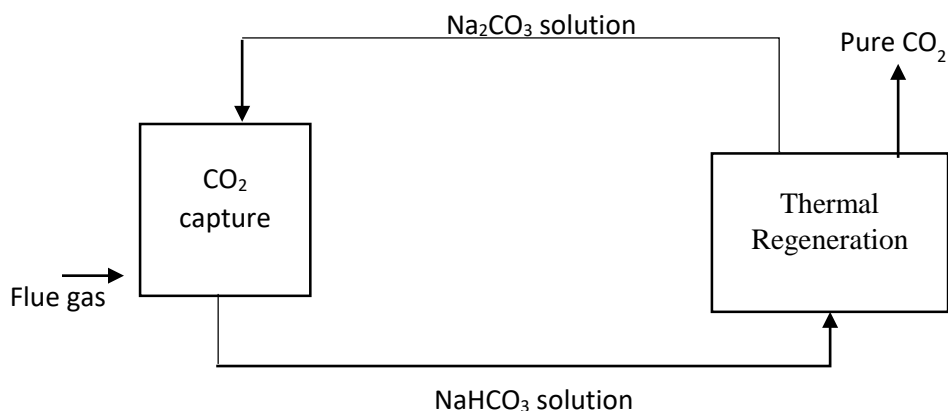 Na₂CO₃ solution
Pure CO₂
CO₂
capture
Thermal
Regeneration
Flue gas
NaHCO₃ solution